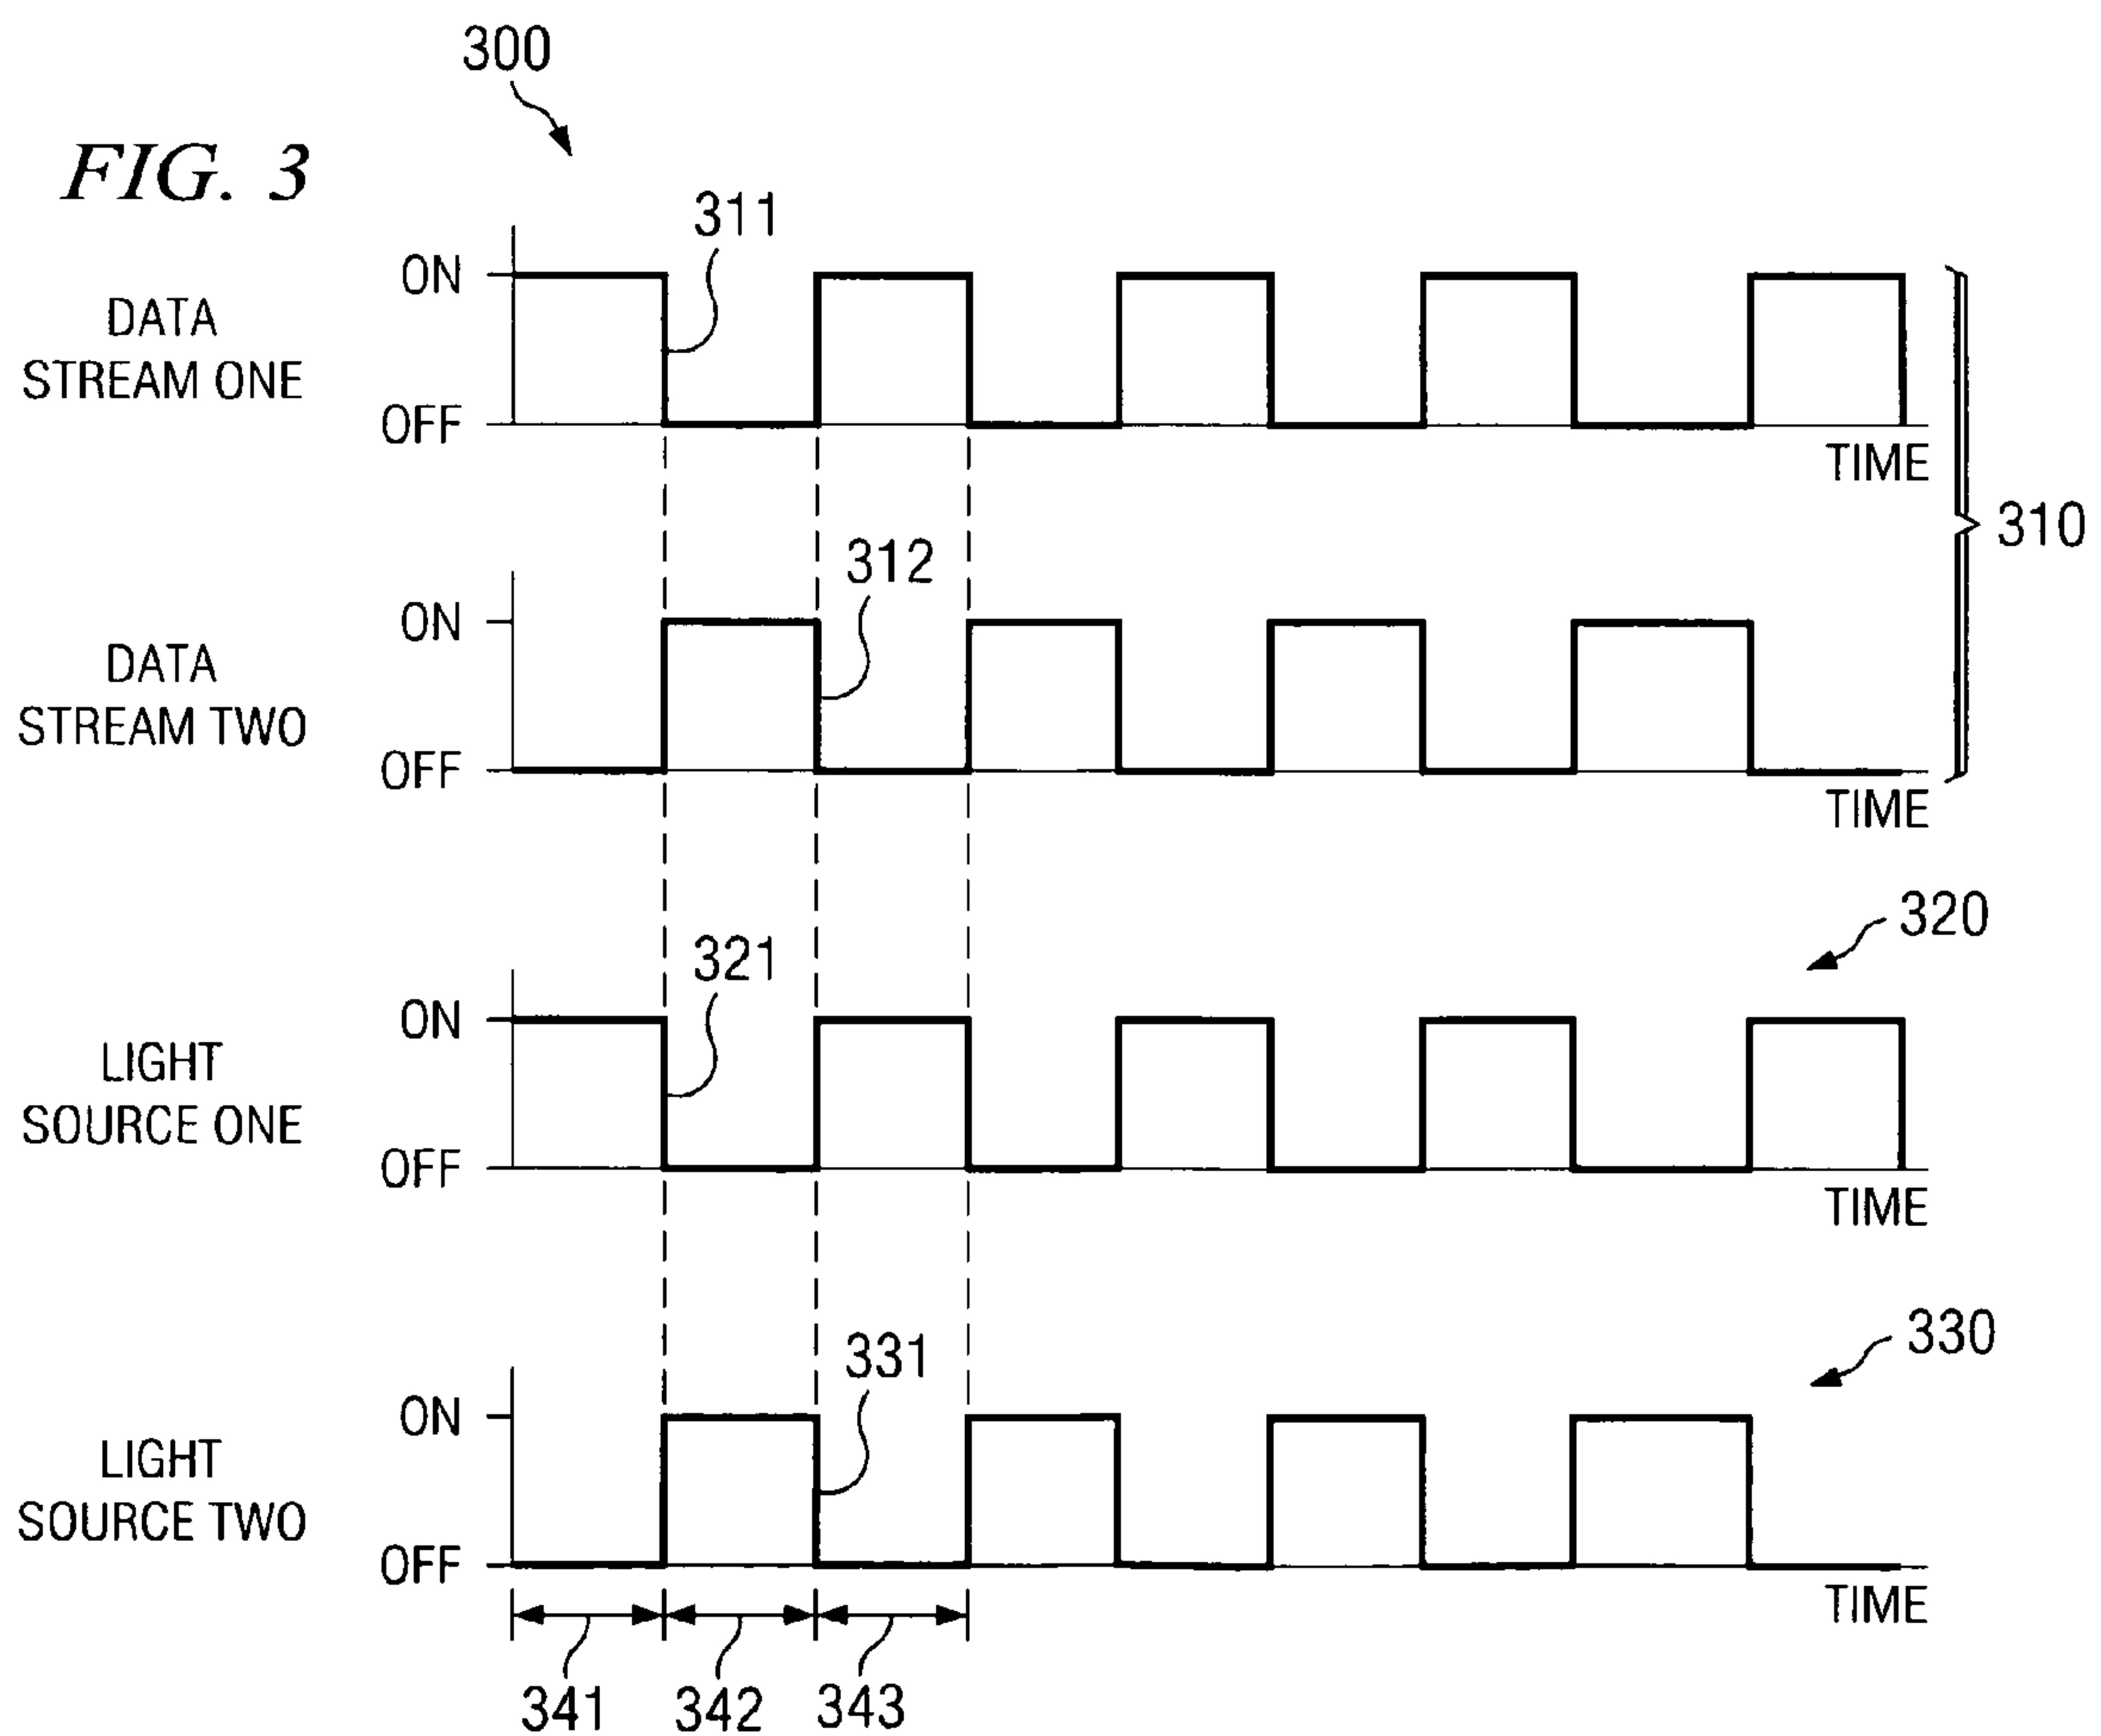 300
FIG. 3
311
ON
DATA
STREAM ONE
OFF
TIME
310
312
ON
DATA
STREAM TWO
OFF
TIME
320
321
ON
LIGHT
SOURCE ONE
OFF
TIME
330
331
ON
LIGHT
SOURCE TWO
OFF
TIME
341
342
343